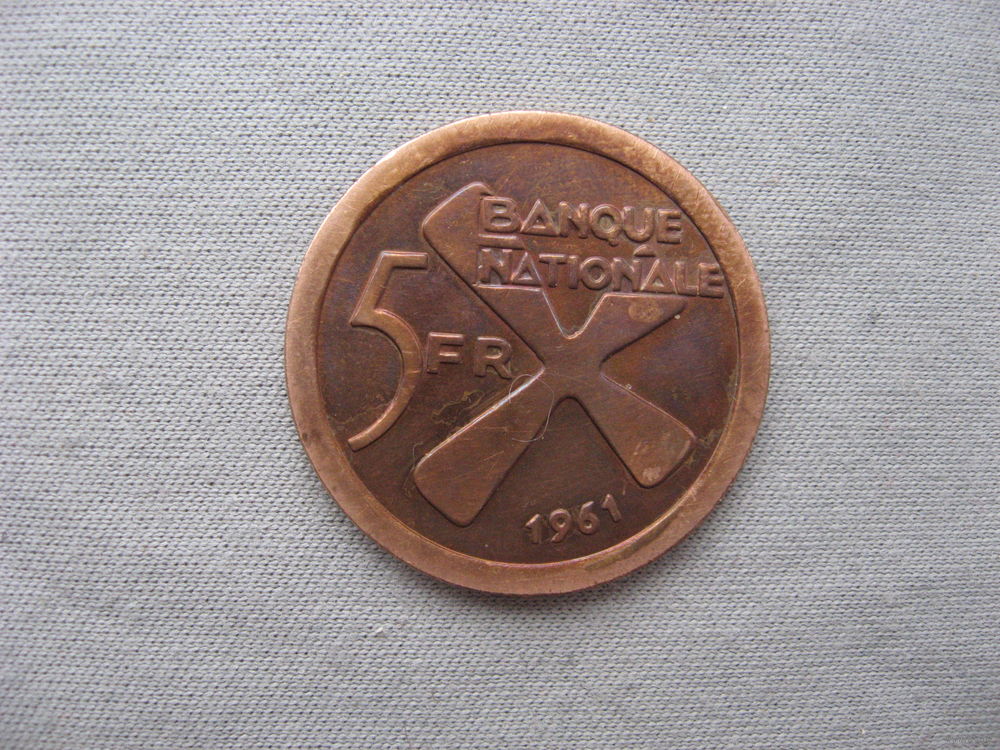 BANQUE
NATIONALE
5 FR
1961